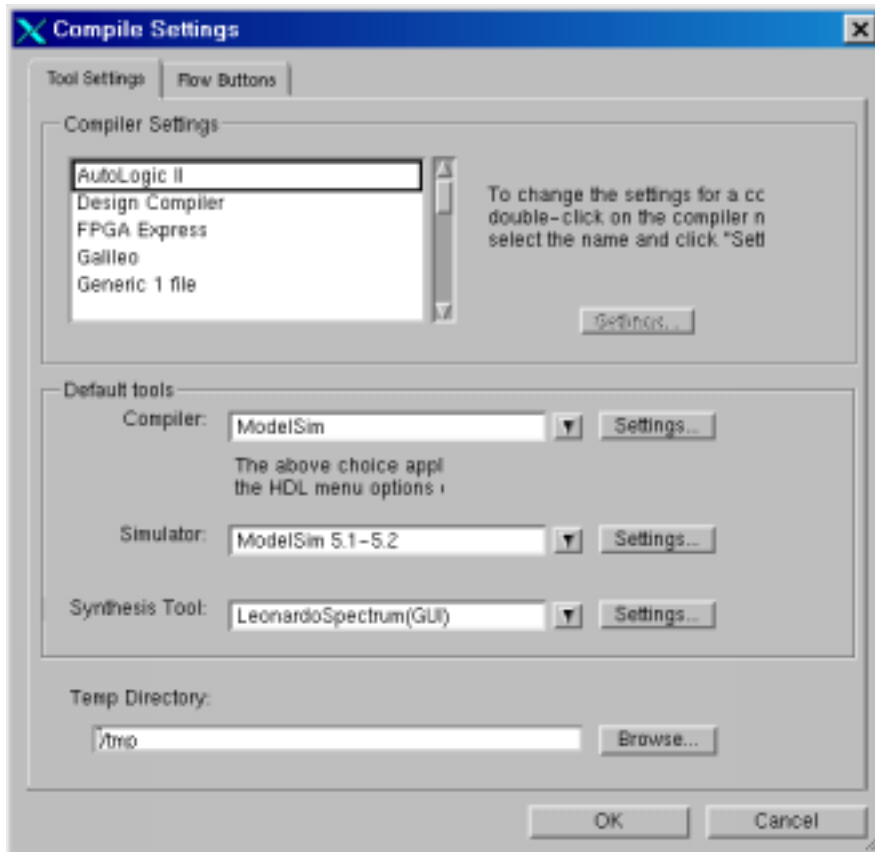 Compile Settings
Tool Settings
Flow Buttons
Compiler Settings
AutoLogic II
Design Compiler
FPGA Express
Galileo
Generic 1 file
To change the settings for a cc
double-click on the compiler n
select the name and click "Sett
Settings...
Default tools
Compiler: ModelSim Settings...
The above choice appl
the HDL menu options
Simulator: ModelSim 5.1-5.2 Settings...
Synthesis Tool: LeonardoSpectrum(GUI) Settings...
Temp Directory:
/tmp Browse...
OK Cancel